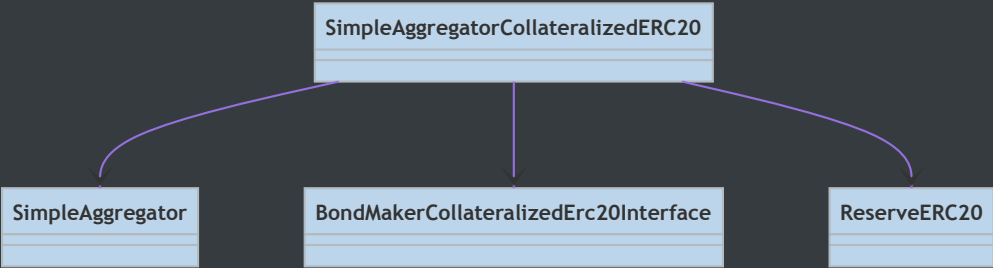 SimpleAggregatorCollateralizedERC20
SimpleAggregator
BondMakerCollateralizedErc20Interface
ReserveERC20